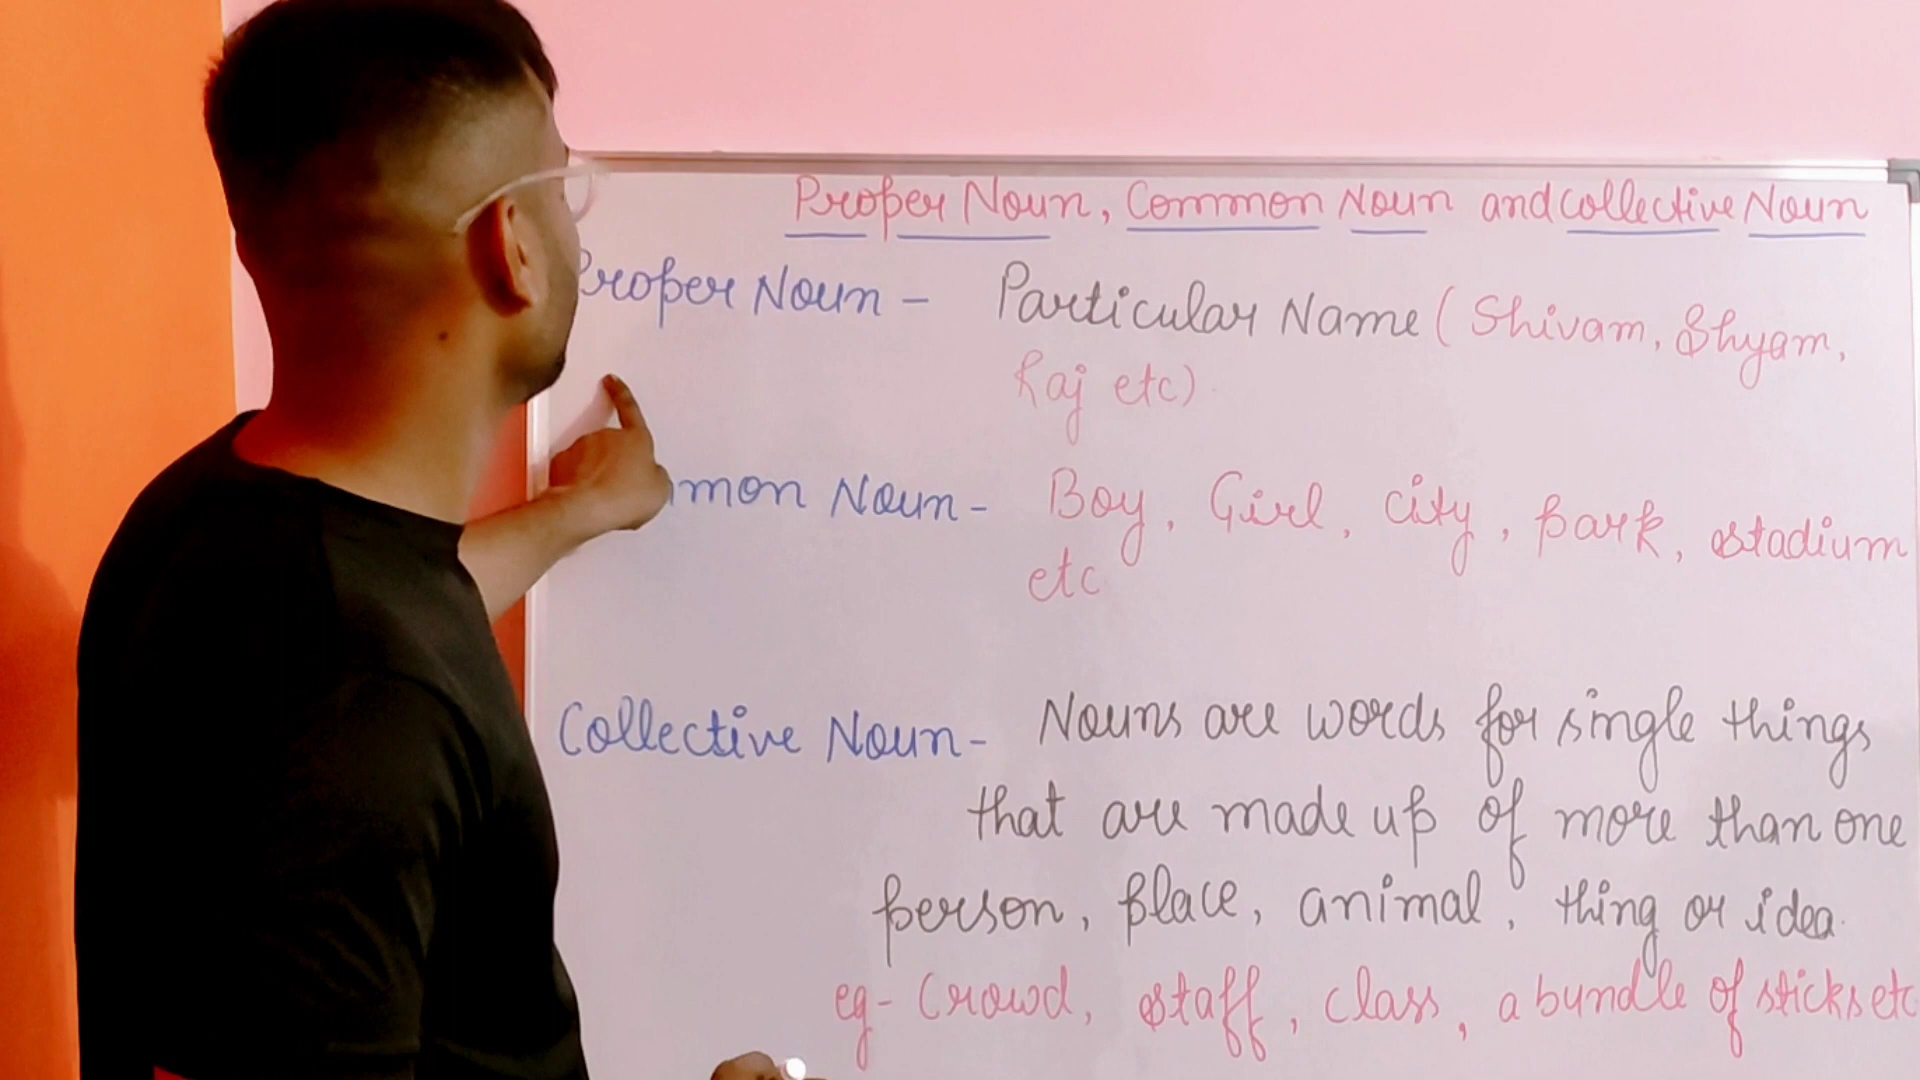 Proper Noun, Common Noun and collective Noun
Proper Noun - Particular Name (Shivam, Shyam,
Raj etc)
mmon Noun - Boy, Girl, city, park, stadium
etc
Collective Noun - Nouns are words for single things
that are made up of more than one
person, place, animal, thing or idea.
eg - Crowd, staff, class, a bundle of sticks etc